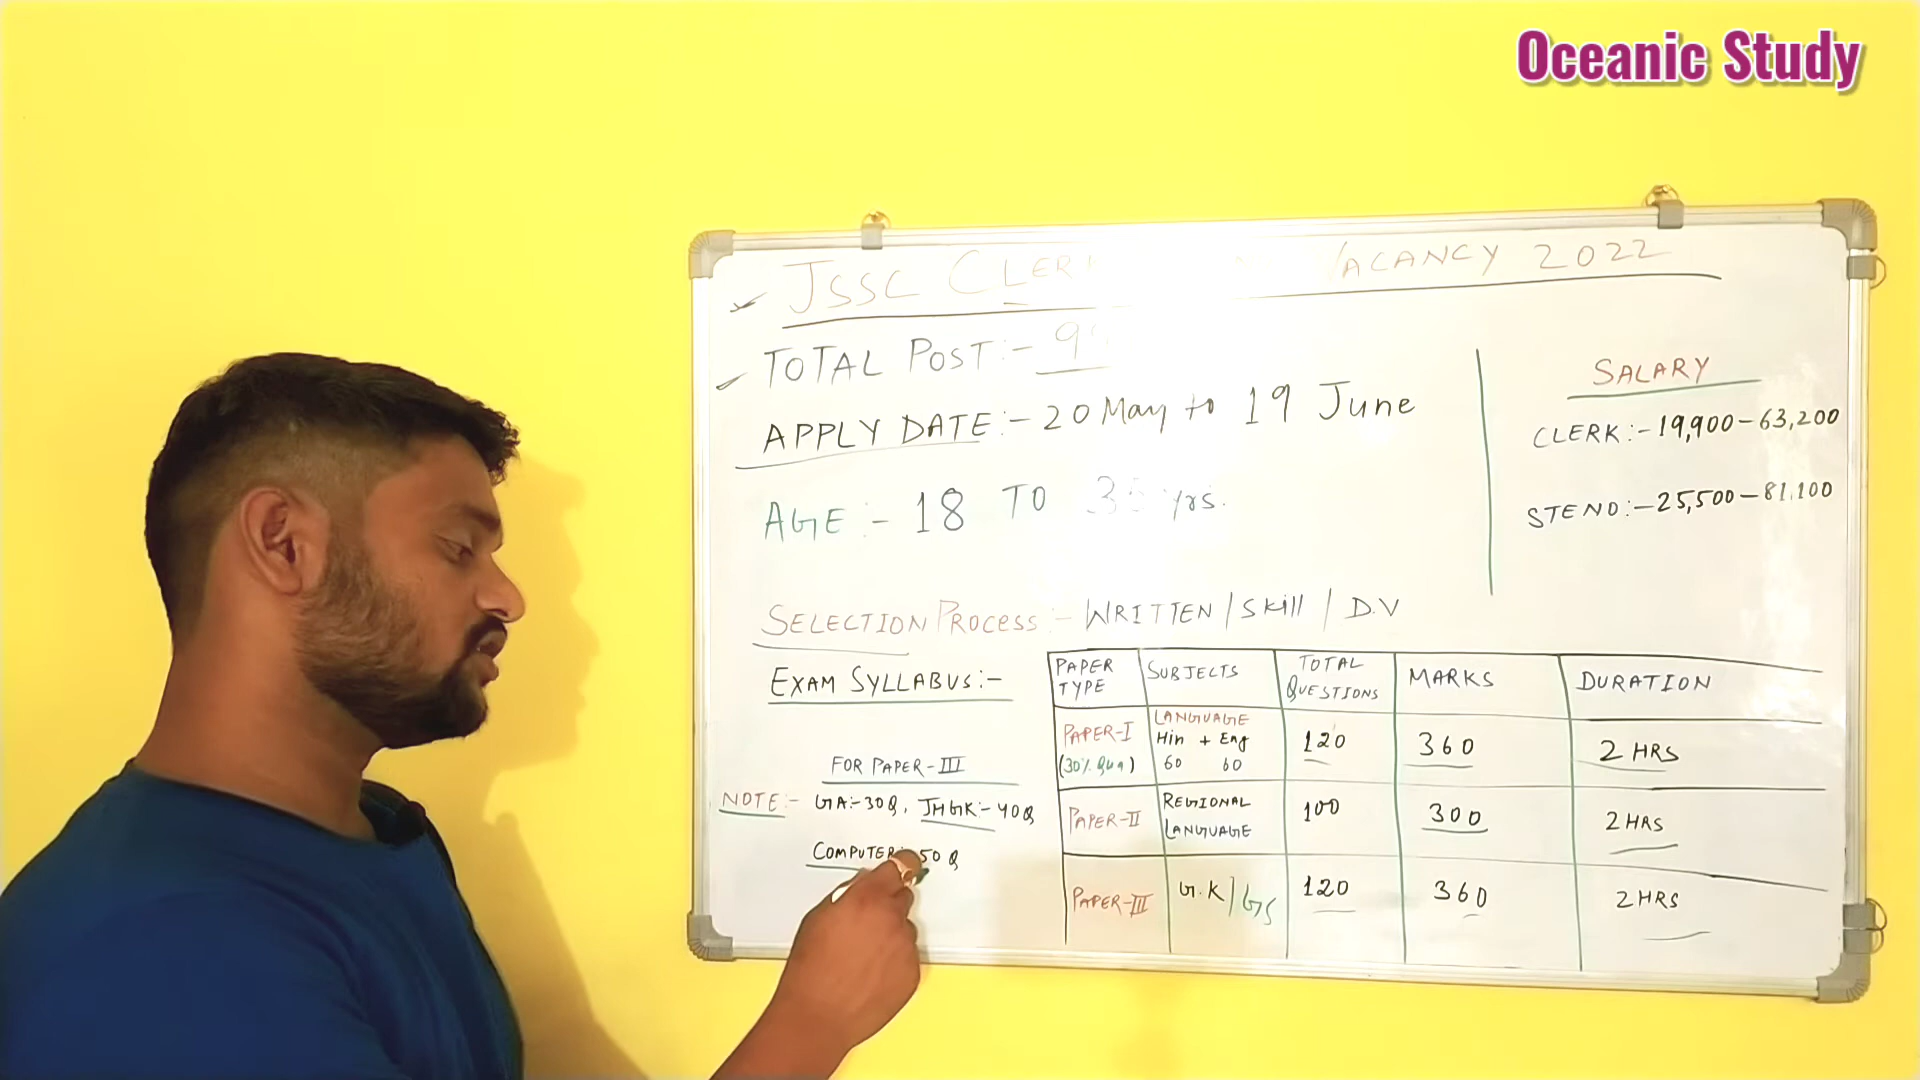 Oceanic Study
JSSC CLERK VACANCY 2022
TOTAL POST:-
APPLY DATE:- 20 May to 19 June
AGE:- 18 TO yrs.
SALARY
CLERK:- 19,900-63,200
STENO:- 25,500-81,100
SELECTION PROCESS:- WRITTEN / Skill / D.V
EXAM SYLLABUS:-
FOR PAPER-III
NOTE:- GA:-30Q, JHGK:-40Q
COMPUTER:- 50 Q
PAPER TYPE SUBJECTS TOTAL QUESTIONS MARKS DURATION
PAPER-I (30% Qua) LANGUAGE Hin + Eng 60 60 120 360 2 HRS
PAPER-II REGIONAL LANGUAGE 100 300 2 HRS
PAPER-III G.K/GS 120 360 2 HRS